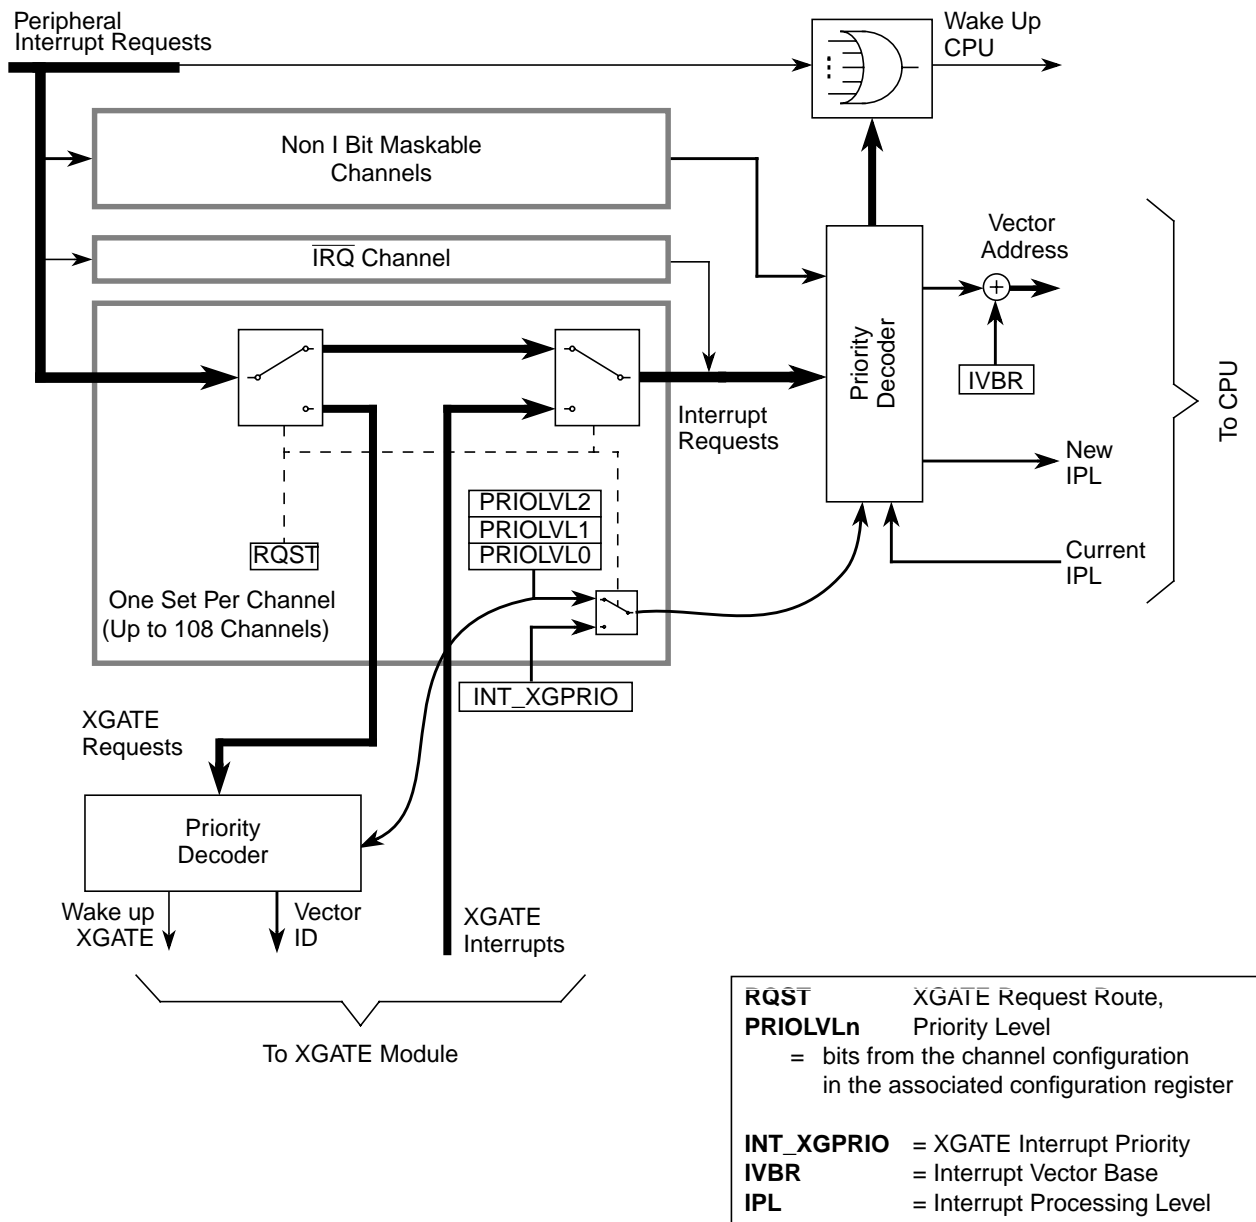 Peripheral
Interrupt Requests
Wake Up
CPU
Non I Bit Maskable
Channels
IRQ Channel
Vector
Address
Priority
Decoder
IVBR
To CPU
Interrupt
Requests
New
IPL
PRIOLVL2
PRIOLVL1
PRIOLVL0
RQST
Current
IPL
One Set Per Channel
(Up to 108 Channels)
INT_XGPRIO
XGATE
Requests
Priority
Decoder
Wake up
XGATE
Vector
ID
XGATE
Interrupts
To XGATE Module
RQST XGATE Request Route,
PRIOLVLn Priority Level
= bits from the channel configuration
in the associated configuration register
INT_XGPRIO = XGATE Interrupt Priority
IVBR = Interrupt Vector Base
IPL = Interrupt Processing Level